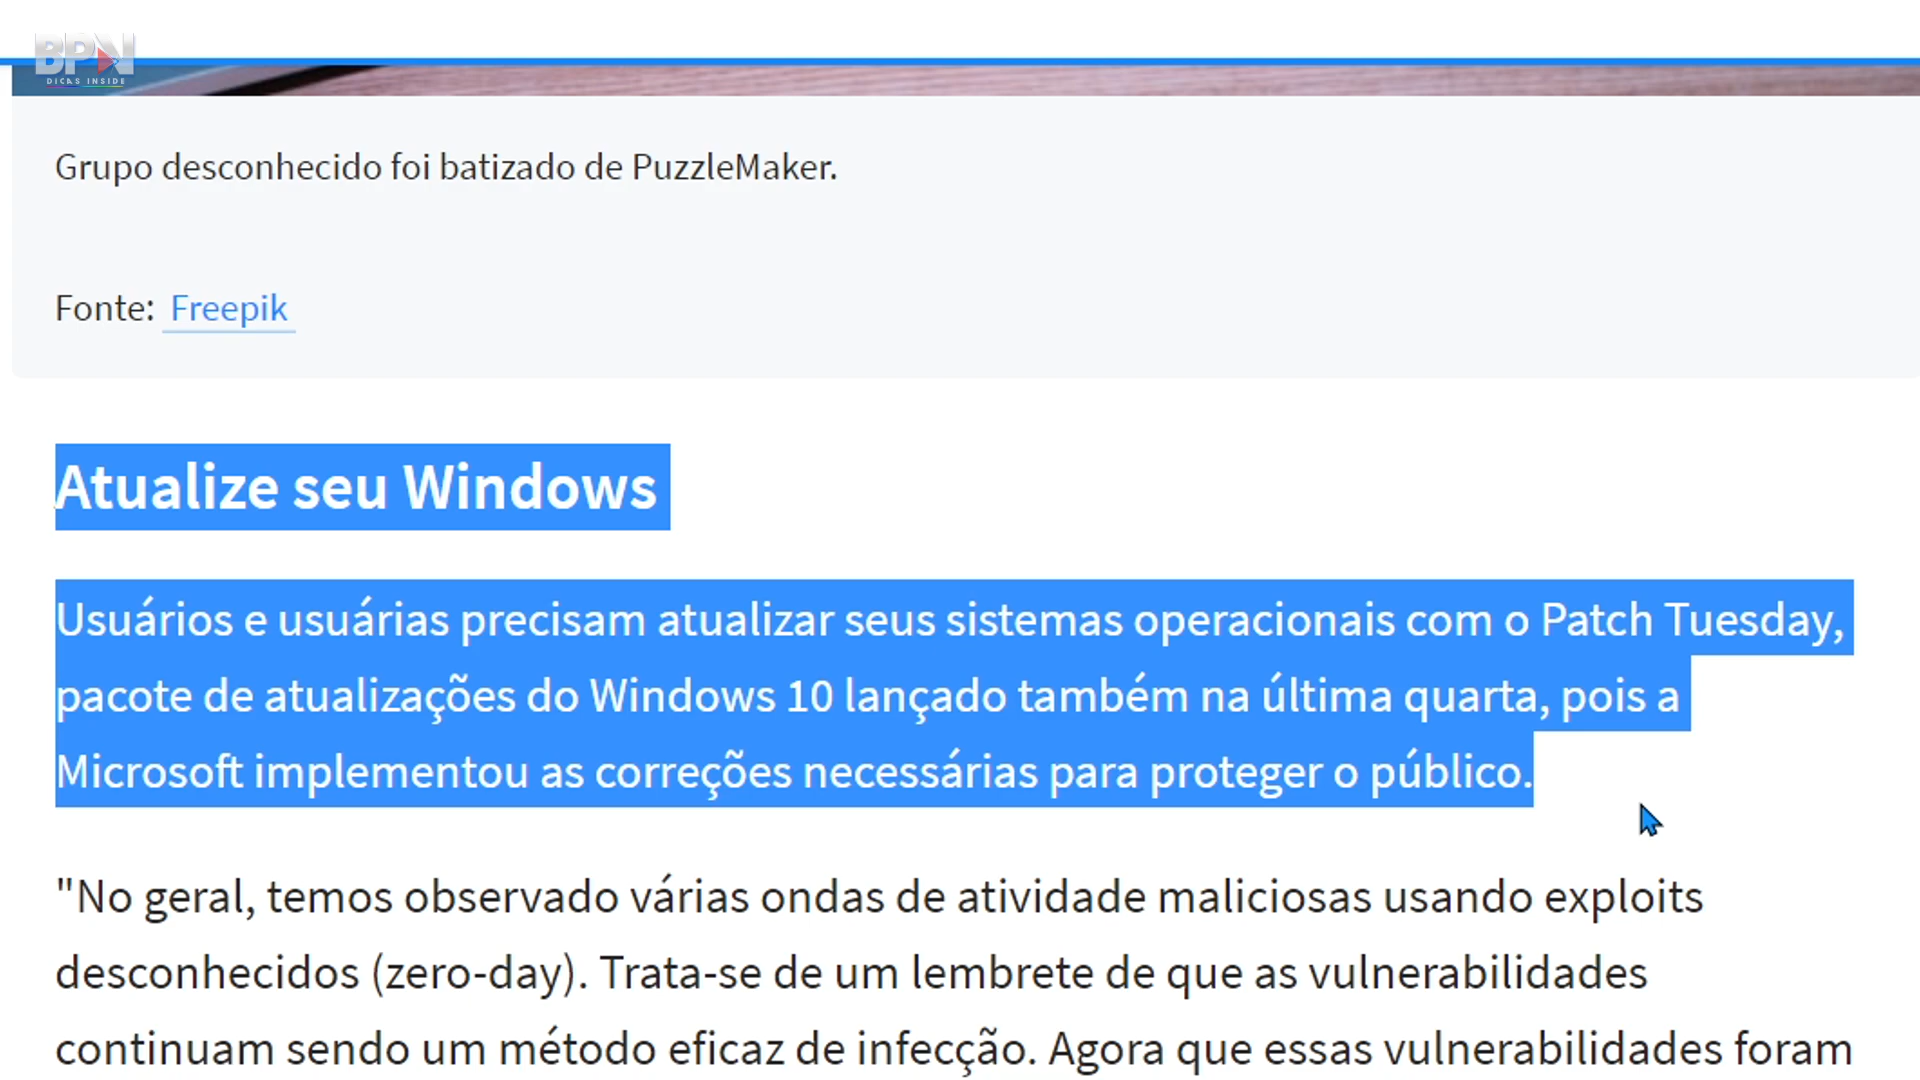 BPN
DICAS INSIDE
Grupo desconhecido foi batizado de PuzzleMaker.
Fonte: Freepik
Atualize seu Windows
Usuários e usuárias precisam atualizar seus sistemas operacionais com o Patch Tuesday,
pacote de atualizações do Windows 10 lançado também na última quarta, pois a
Microsoft implementou as correções necessárias para proteger o público.
"No geral, temos observado várias ondas de atividade maliciosas usando exploits
desconhecidos (zero-day). Trata-se de um lembrete de que as vulnerabilidades
continuam sendo um método eficaz de infecção. Agora que essas vulnerabilidades foram